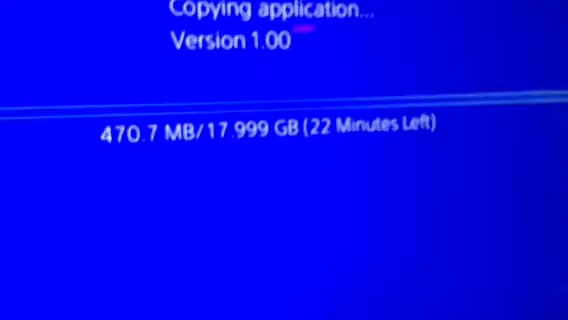 Copying application...
Version 1.00
470.7 MB/17.999 GB (22 Minutes Left)